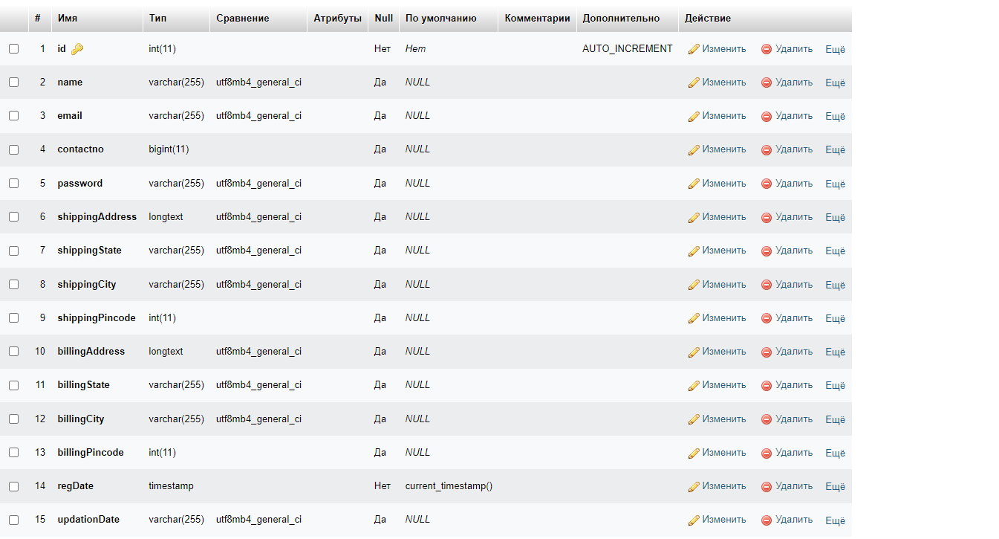 # Имя Тип Сравнение Атрибуты Null По умолчанию Комментарии Дополнительно Действие
1 id int(11) Нет Нет AUTO_INCREMENT Изменить Удалить Ещё
2 name varchar(255) utf8mb4_general_ci Да NULL Изменить Удалить Ещё
3 email varchar(255) utf8mb4_general_ci Да NULL Изменить Удалить Ещё
4 contactno bigint(11) Да NULL Изменить Удалить Ещё
5 password varchar(255) utf8mb4_general_ci Да NULL Изменить Удалить Ещё
6 shippingAddress longtext utf8mb4_general_ci Да NULL Изменить Удалить Ещё
7 shippingState varchar(255) utf8mb4_general_ci Да NULL Изменить Удалить Ещё
8 shippingCity varchar(255) utf8mb4_general_ci Да NULL Изменить Удалить Ещё
9 shippingPincode int(11) Да NULL Изменить Удалить Ещё
10 billingAddress longtext utf8mb4_general_ci Да NULL Изменить Удалить Ещё
11 billingState varchar(255) utf8mb4_general_ci Да NULL Изменить Удалить Ещё
12 billingCity varchar(255) utf8mb4_general_ci Да NULL Изменить Удалить Ещё
13 billingPincode int(11) Да NULL Изменить Удалить Ещё
14 regDate timestamp Нет current_timestamp() Изменить Удалить Ещё
15 updationDate varchar(255) utf8mb4_general_ci Да NULL Изменить Удалить Ещё